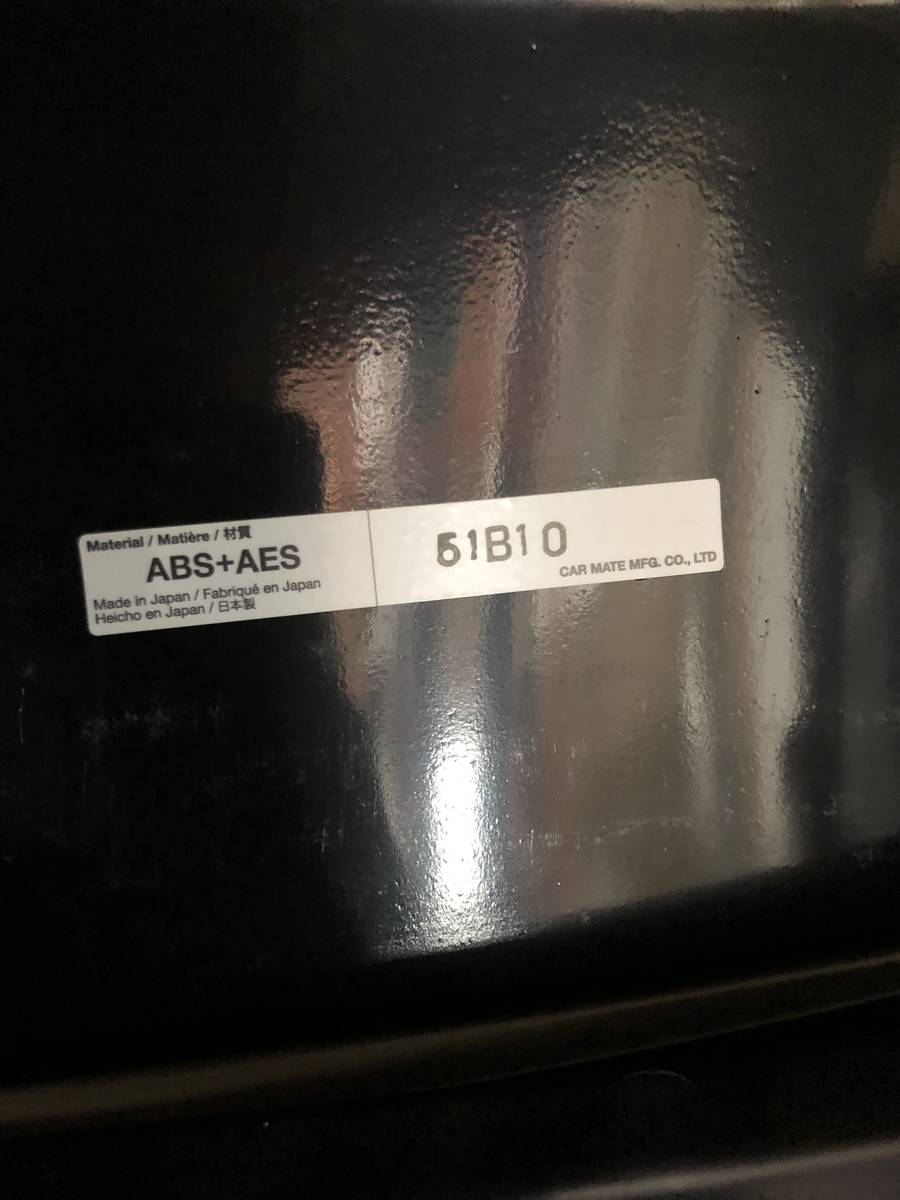 Material / Matière / 材質
ABS+AES
Made in Japan / Fabriqué en Japan
Heicho en Japan / 日本製
51B10
CAR MATE MFG. CO., LTD